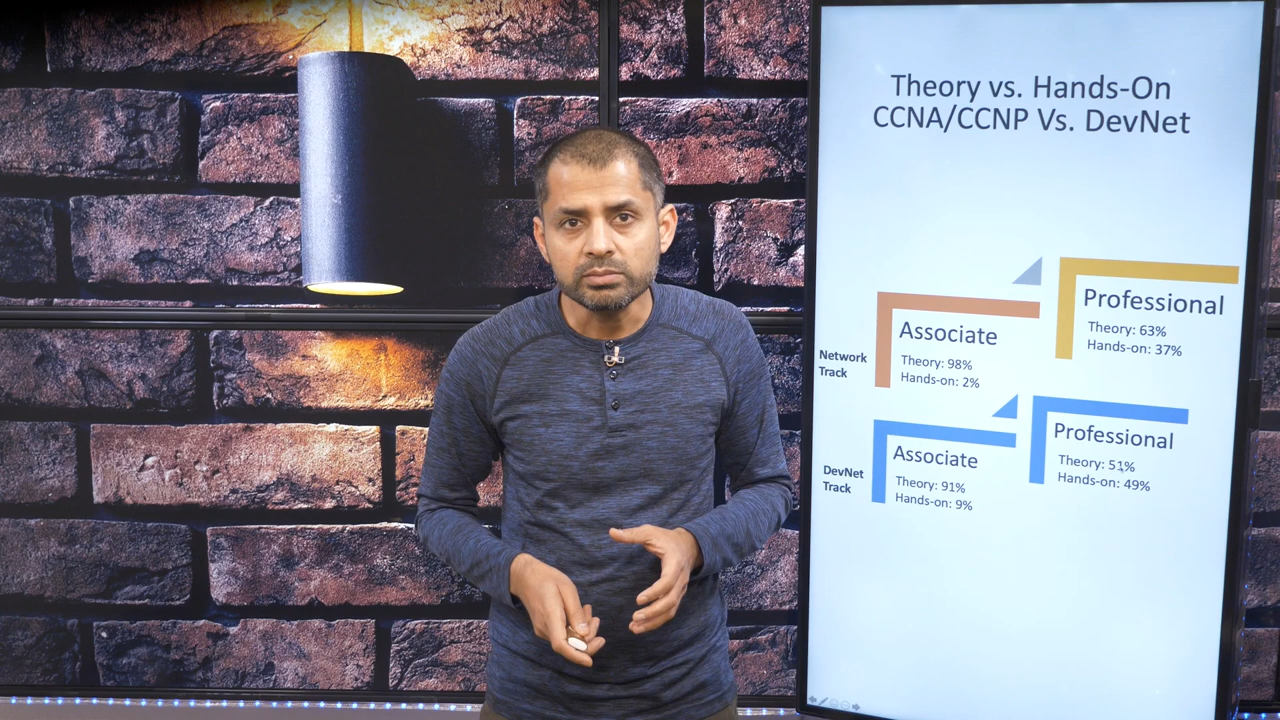 Theory vs. Hands-On
CCNA/CCNP Vs. DevNet
Network
Track
Associate
Theory: 98%
Hands-on: 2%
Professional
Theory: 63%
Hands-on: 37%
DevNet
Track
Associate
Theory: 91%
Hands-on: 9%
Professional
Theory: 51%
Hands-on: 49%